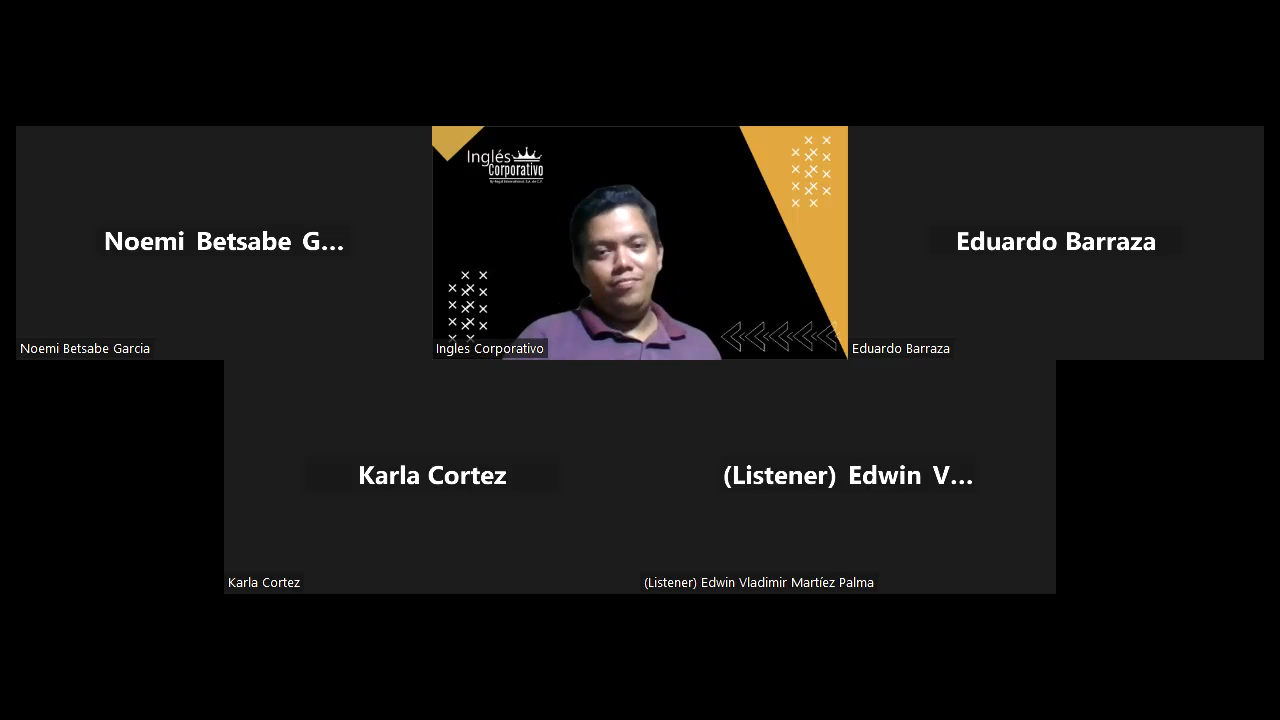 Noemi Betsabe G...
Noemi Betsabe Garcia
Inglés
Corporativo
Ingles Corporativo
Eduardo Barraza
Eduardo Barraza
Karla Cortez
Karla Cortez
(Listener) Edwin V...
(Listener) Edwin Vladimir Martíez Palma